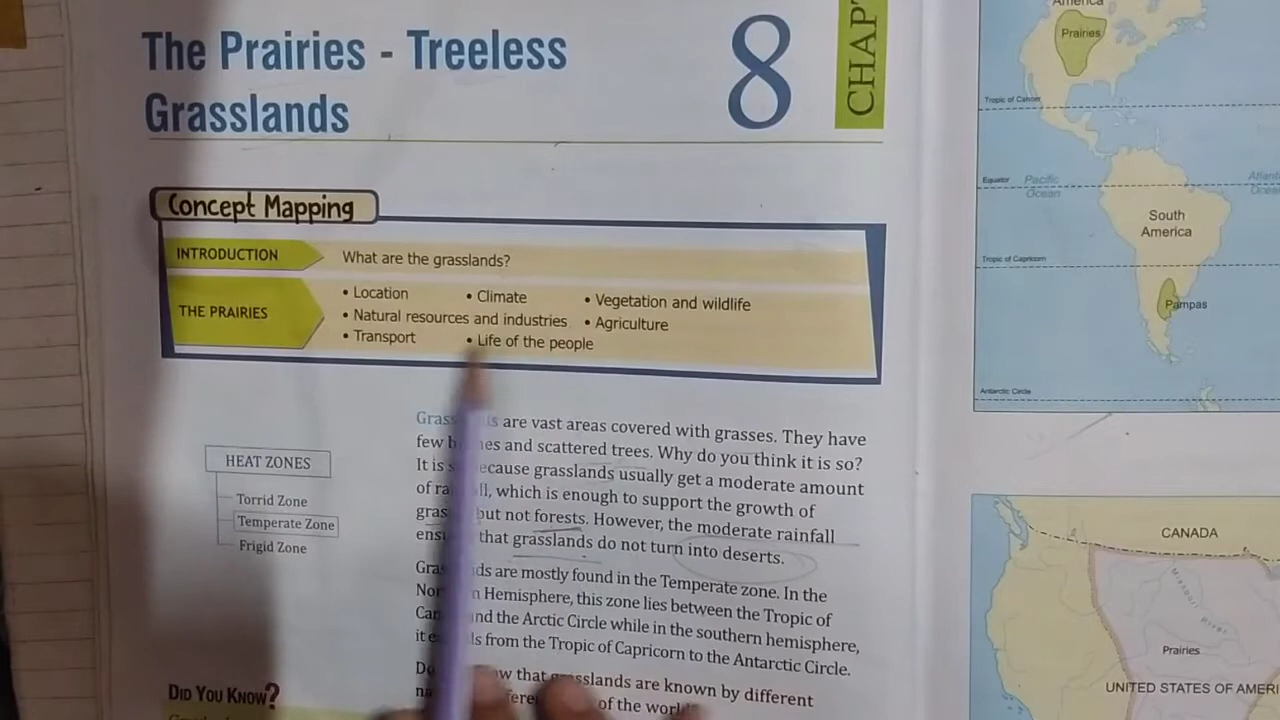 The Prairies - Treeless
Grasslands
8
CHAP
Concept Mapping
INTRODUCTION
What are the grasslands?
THE PRAIRIES
• Location • Climate • Vegetation and wildlife
• Natural resources and industries • Agriculture
• Transport • Life of the people
HEAT ZONES
Torrid Zone
Temperate Zone
Frigid Zone
are vast areas covered with grasses. They have
few and scattered trees. Why do you think it is so?
It is because grasslands usually get a moderate amount
of which is enough to support the growth of
but not forests. However, the moderate rainfall
that grasslands do not turn into deserts.
are mostly found in the Temperate zone. In the
Hemisphere, this zone lies between the Tropic of
and the Arctic Circle while in the southern hemisphere,
it from the Tropic of Capricorn to the Antarctic Circle.
that grasslands are known by different
of the world
DID YOU KNOW?
America
Prairies
Tropic of Cancer
Equator
Pacific
Ocean
South
America
Tropic of Capricorn
Pampas
Antarctic Circle
CANADA
Missouri River
Prairies
UNITED STATES OF AMERI